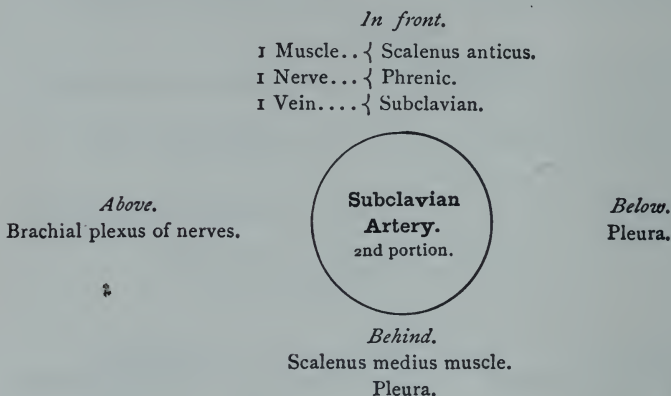 In front.
1 Muscle..{ Scalenus anticus.
1 Nerve...{ Phrenic.
1 Vein....{ Subclavian.
Above.
Brachial plexus of nerves.
Subclavian
Artery.
2nd portion.
Below.
Pleura.
Behind.
Scalenus medius muscle.
Pleura.